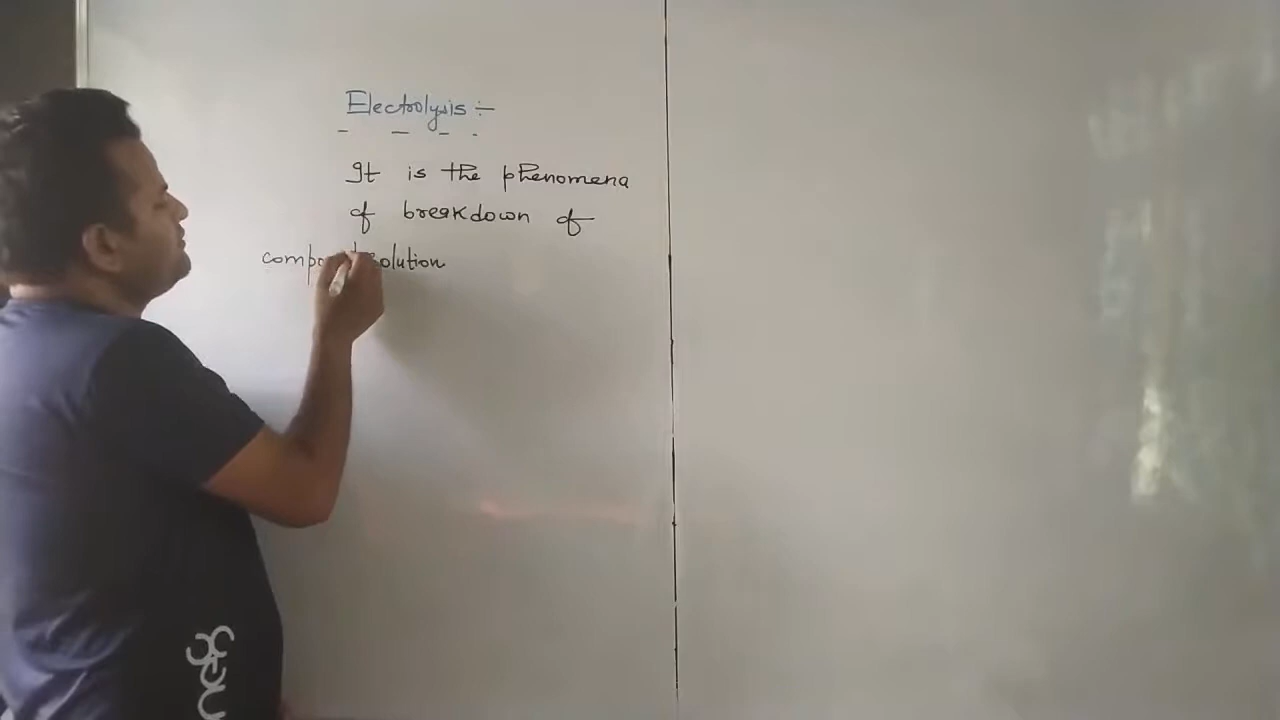 Electrolysis :-
It is the phenomena
of breakdown of
solution